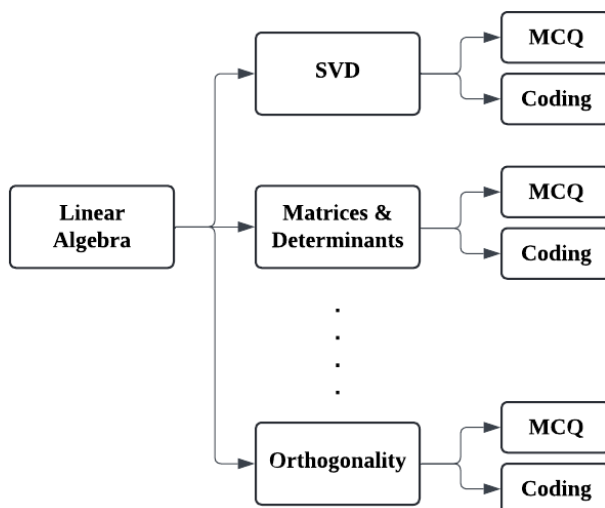 SVD
MCQ
Coding
Linear
Algebra
Matrices &
Determinants
MCQ
Coding
Orthogonality
MCQ
Coding